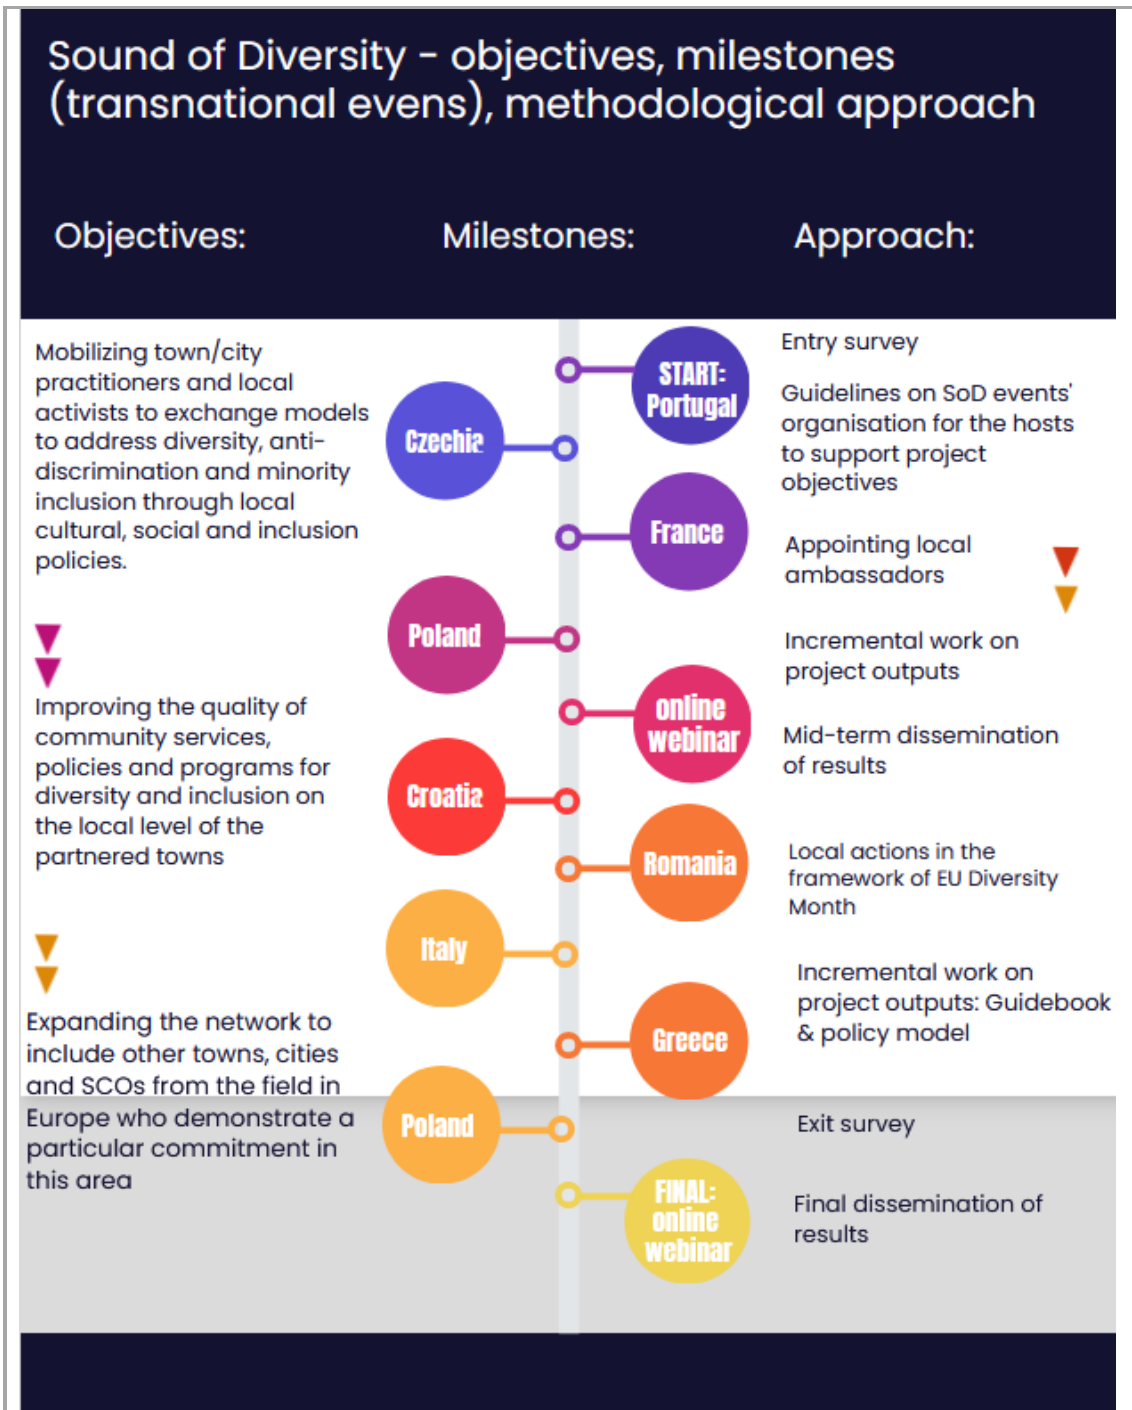 Sound of Diversity - objectives, milestones
(transnational evens), methodological approach
Objectives:
Milestones:
Approach:
Mobilizing town/city
practitioners and local
activists to exchange models
to address diversity, anti-
discrimination and minority
inclusion through local
cultural, social and inclusion
policies.
Improving the quality of
community services,
policies and programs for
diversity and inclusion on
the local level of the
partnered towns
Expanding the network to
include other towns, cities
and SCOs from the field in
Europe who demonstrate a
particular commitment in
this area
START:
Portugal
Czechia
France
Poland
online
webinar
Croatia
Romania
Italy
Greece
Poland
FINAL:
online
webinar
Entry survey
Guidelines on SoD events'
organisation for the hosts
to support project
objectives
Appointing local
ambassadors
Incremental work on
project outputs
Mid-term dissemination
of results
Local actions in the
framework of EU Diversity
Month
Incremental work on
project outputs: Guidebook
& policy model
Exit survey
Final dissemination of
results